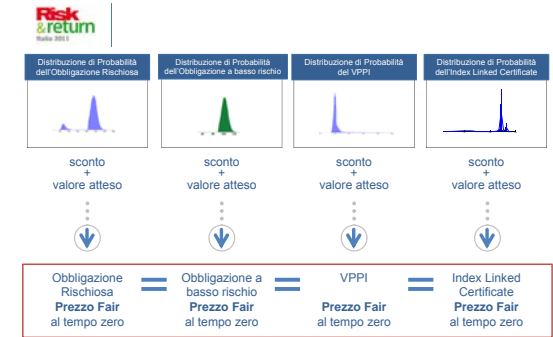 Risk
&return
Italia 2011
Distribuzione di Probabilità
dell'Obbligazione Rischiosa
Distribuzione di Probabilità
dell'Obbligazione a basso rischio
Distribuzione di Probabilità
del VPPI
Distribuzione di Probabilità
dell'Index Linked Certificate
sconto
+
valore atteso
sconto
+
valore atteso
sconto
+
valore atteso
sconto
+
valore atteso
Obbligazione
Rischiosa
Prezzo Fair
al tempo zero
=
Obbligazione a
basso rischio
Prezzo Fair
al tempo zero
=
VPPI
Prezzo Fair
al tempo zero
=
Index Linked
Certificate
Prezzo Fair
al tempo zero